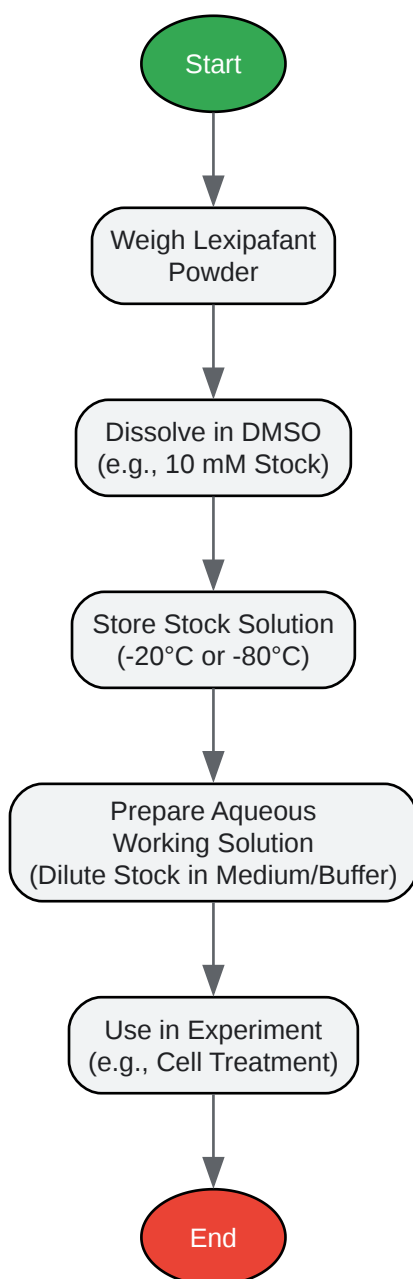 Start
Weigh Lexipafant
Powder
Dissolve in DMSO
(e.g., 10 mM Stock)
Store Stock Solution
(-20°C or -80°C)
Prepare Aqueous
Working Solution
(Dilute Stock in Medium/Buffer)
Use in Experiment
(e.g., Cell Treatment)
End